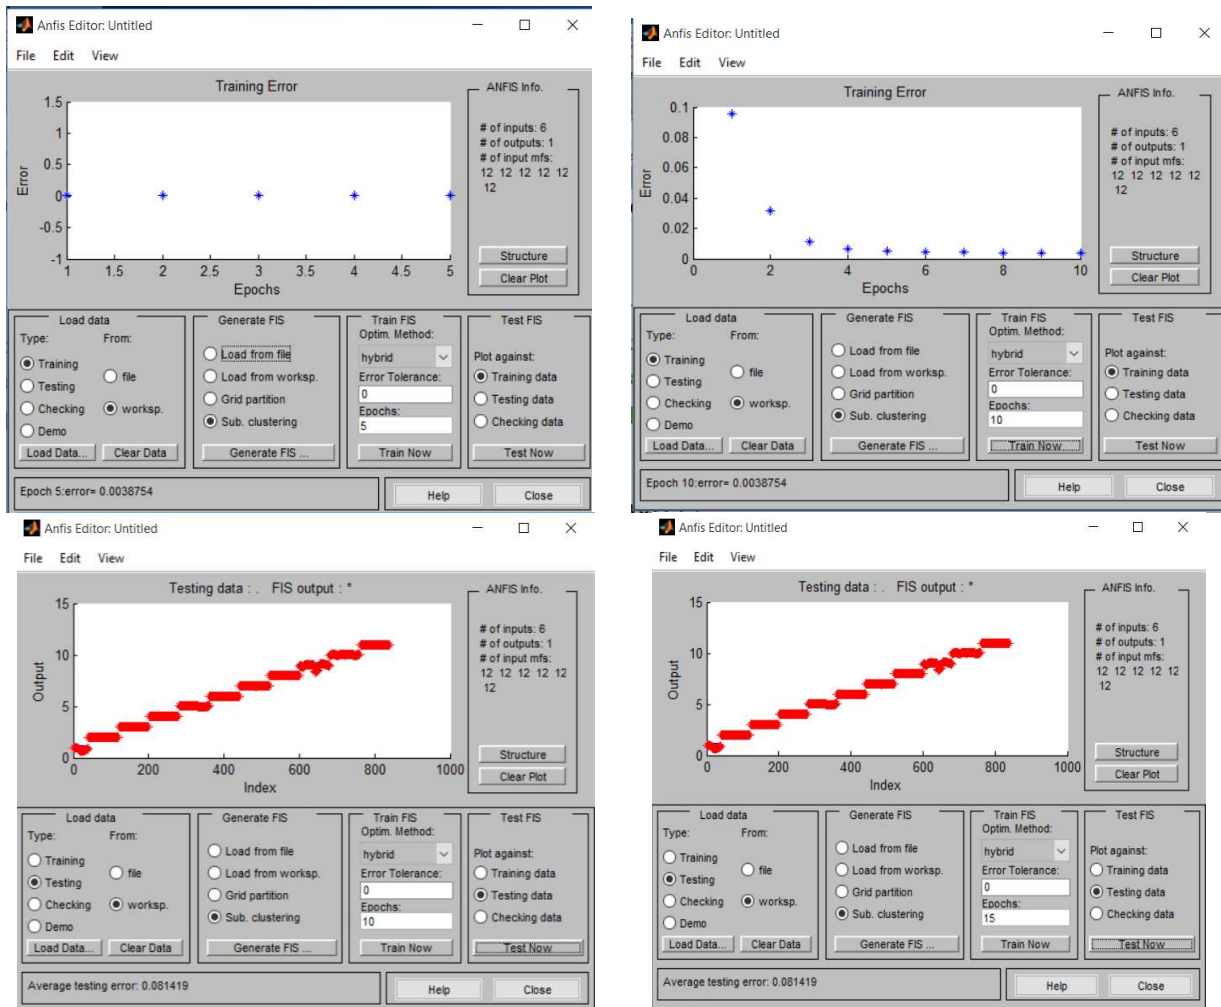 Anfis Editor: Untitled
File Edit View
Training Error
1.5
1
0.5
0
-0.5
-1
Error
1 1.5 2 2.5 3 3.5 4 4.5 5
Epochs
ANFIS Info.
# of inputs: 6
# of outputs: 1
# of input mfs:
12 12 12 12 12
12
Structure
Clear Plot
Load data
Type: From:
Training
Testing
Checking
Demo
file
worksp.
Load Data... Clear Data
Generate FIS
Load from file
Load from worksp.
Grid partition
Sub. clustering
Generate FIS ...
Train FIS
Optim. Method:
hybrid
Error Tolerance:
0
Epochs:
5
Train Now
Test FIS
Plot against:
Training data
Testing data
Checking data
Test Now
Epoch 5:error= 0.0038754
Help Close
Anfis Editor: Untitled
File Edit View
Training Error
0.1
0.08
0.06
0.04
0.02
0
Error
0 2 4 6 8 10
Epochs
ANFIS Info.
# of inputs: 6
# of outputs: 1
# of input mfs:
12 12 12 12 12
12
Structure
Clear Plot
Load data
Type: From:
Training
Testing
Checking
Demo
file
worksp.
Load Data... Clear Data
Generate FIS
Load from file
Load from worksp.
Grid partition
Sub. clustering
Generate FIS ...
Train FIS
Optim. Method:
hybrid
Error Tolerance:
0
Epochs:
10
Train Now
Test FIS
Plot against:
Training data
Testing data
Checking data
Test Now
Epoch 10:error= 0.0038754
Help Close
Anfis Editor: Untitled
File Edit View
Testing data : . FIS output : *
15
10
5
0
Output
0 200 400 600 800 1000
Index
ANFIS Info.
# of inputs: 6
# of outputs: 1
# of input mfs:
12 12 12 12 12
12
Structure
Clear Plot
Load data
Type: From:
Training
Testing
Checking
Demo
file
worksp.
Load Data... Clear Data
Generate FIS
Load from file
Load from worksp.
Grid partition
Sub. clustering
Generate FIS ...
Train FIS
Optim. Method:
hybrid
Error Tolerance:
0
Epochs:
10
Train Now
Test FIS
Plot against:
Training data
Testing data
Checking data
Test Now
Average testing error: 0.081419
Help Close
Anfis Editor: Untitled
File Edit View
Testing data : . FIS output : *
15
10
5
0
Output
0 200 400 600 800 1000
Index
ANFIS Info.
# of inputs: 6
# of outputs: 1
# of input mfs:
12 12 12 12 12
12
Structure
Clear Plot
Load data
Type: From:
Training
Testing
Checking
Demo
file
worksp.
Load Data... Clear Data
Generate FIS
Load from file
Load from worksp.
Grid partition
Sub. clustering
Generate FIS ...
Train FIS
Optim. Method:
hybrid
Error Tolerance:
0
Epochs:
15
Train Now
Test FIS
Plot against:
Training data
Testing data
Checking data
Test Now
Average testing error: 0.081419
Help Close